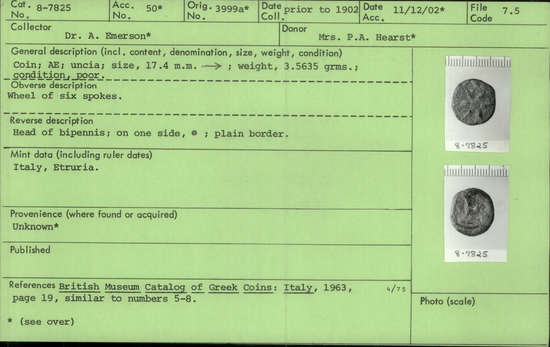 Cat. No. 8-7825 Acc. No. 50* Orig. No. 3999a* Date Coll. prior to 1902 Date Acc. 11/12/02* File Code 7.5
Collector Dr. A. Emerson* Donor Mrs. P.A. Hearst*
General description (incl. content, denomination, size, weight, condition)
Coin; AE; uncia; size, 17.4 m.m. → ; weight, 3.5635 grms.;
condition, poor.
Obverse description
Wheel of six spokes.
Reverse description
Head of bipennis; on one side, ● ; plain border.
Mint data (including ruler dates)
Italy, Etruria.
Provenience (where found or acquired)
Unknown*
Published
References British Museum Catalog of Greek Coins: Italy, 1963, 4/75
page 19, similar to numbers 5-8.
* (see over)
8-7825
8-7825
Photo (scale)